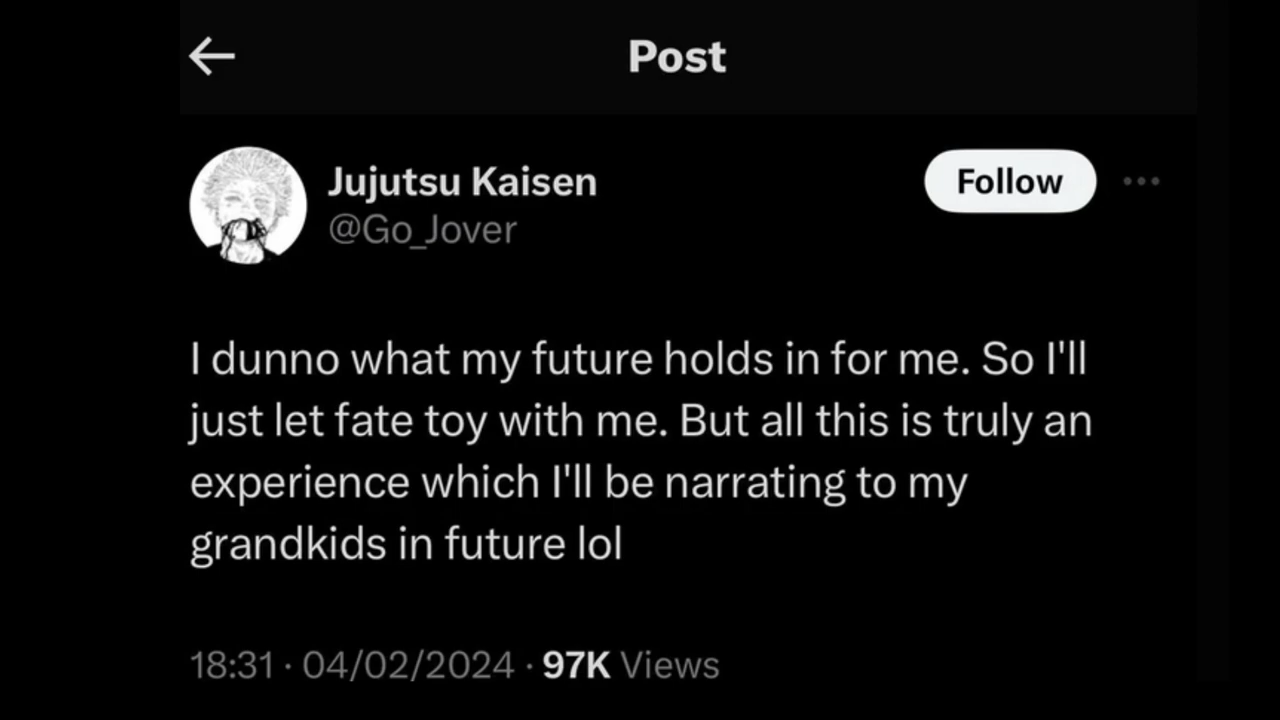 Post
Jujutsu Kaisen
@Go_Jover
Follow
I dunno what my future holds in for me. So I'll
just let fate toy with me. But all this is truly an
experience which I'll be narrating to my
grandkids in future lol
18:31 · 04/02/2024 · 97K Views